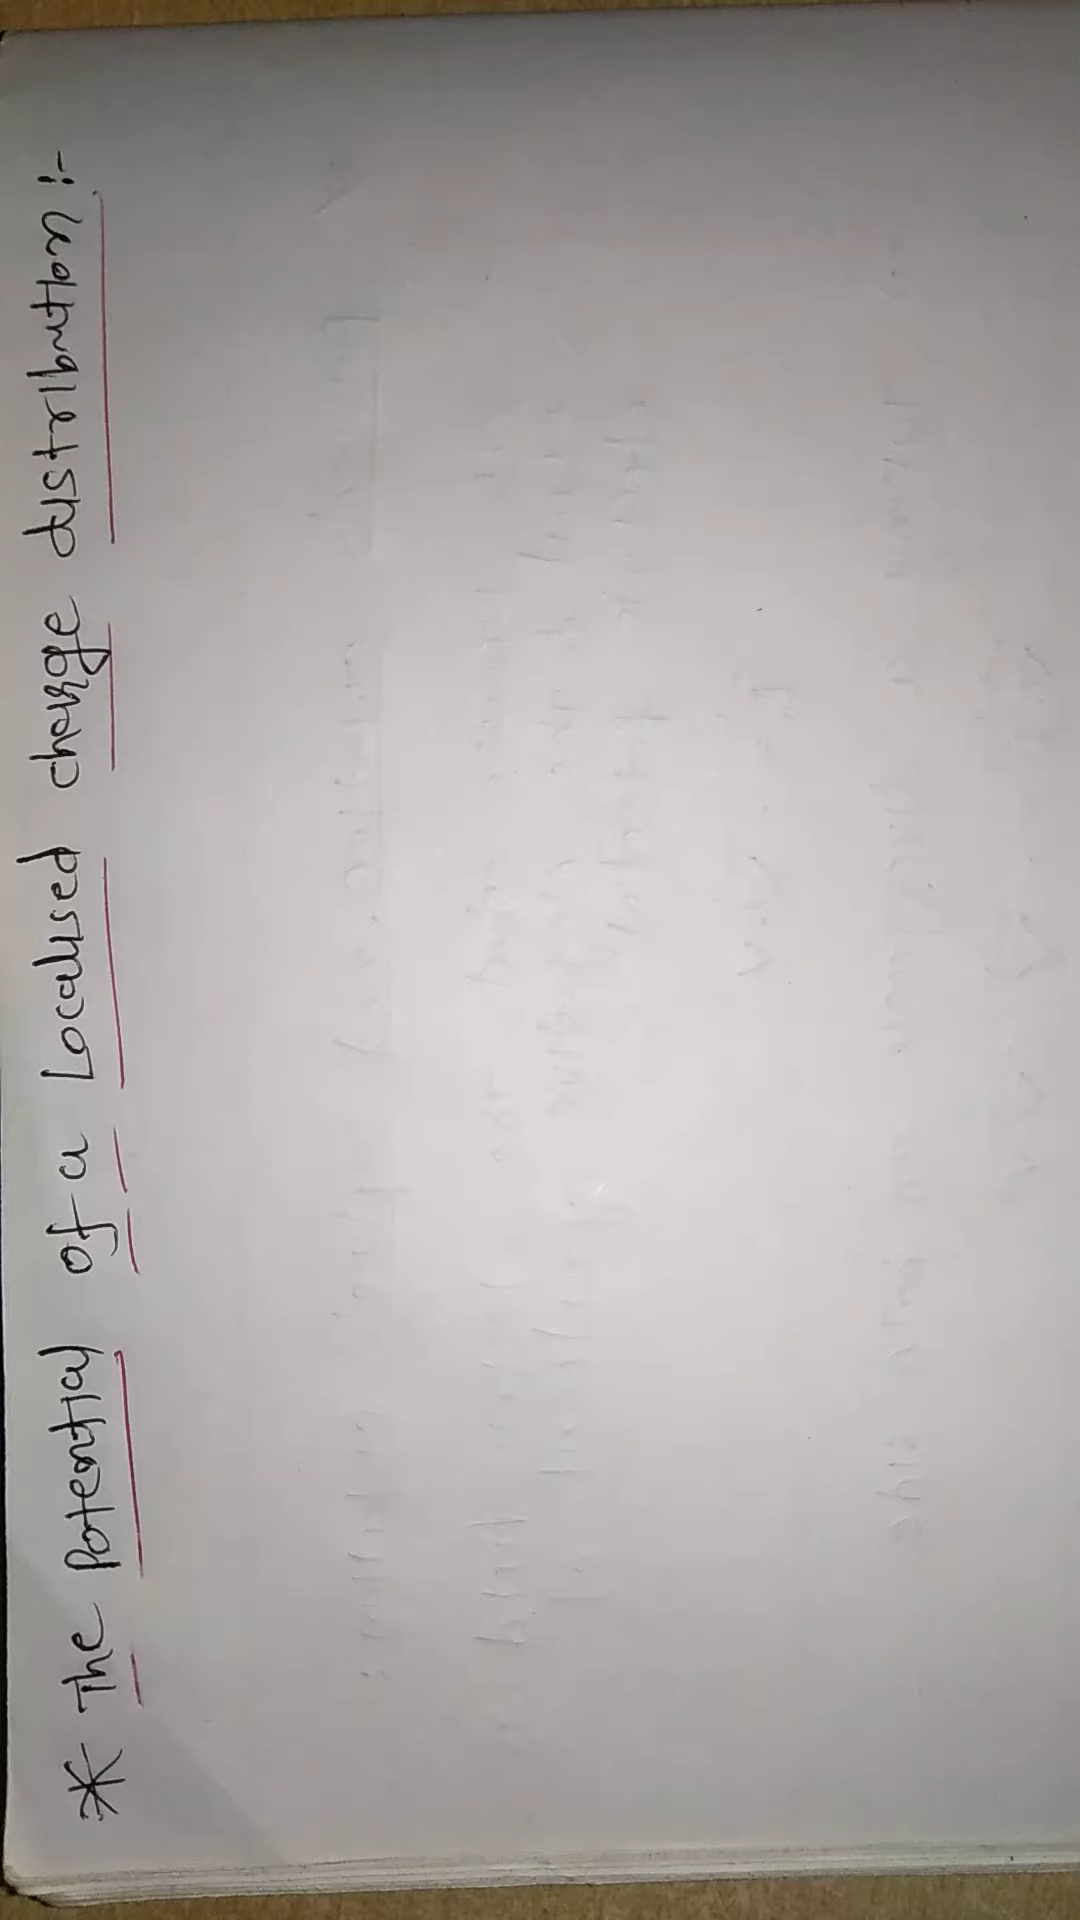 * The Potential of a Localised charge distribution :-